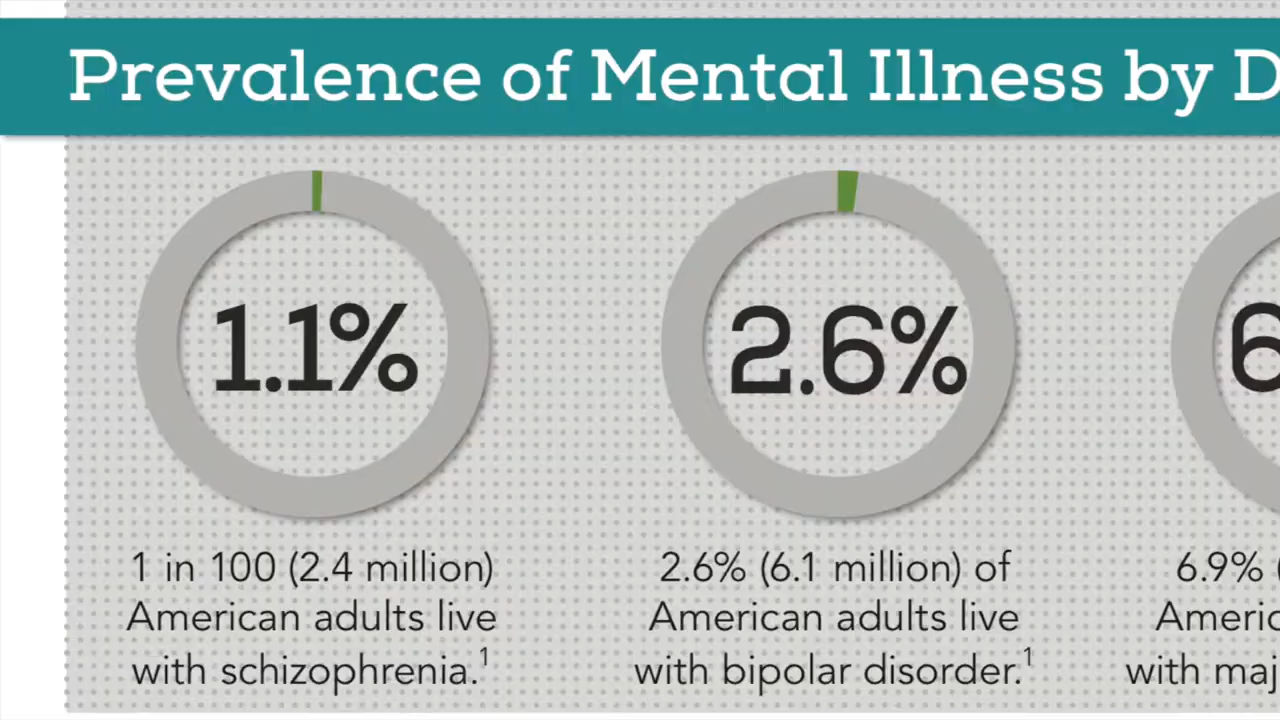 Prevalence of Mental Illness by D
1.1%
1 in 100 (2.4 million)
American adults live
with schizophrenia.¹
2.6%
2.6% (6.1 million) of
American adults live
with bipolar disorder.¹
6
6.9% (
Americ
with maj